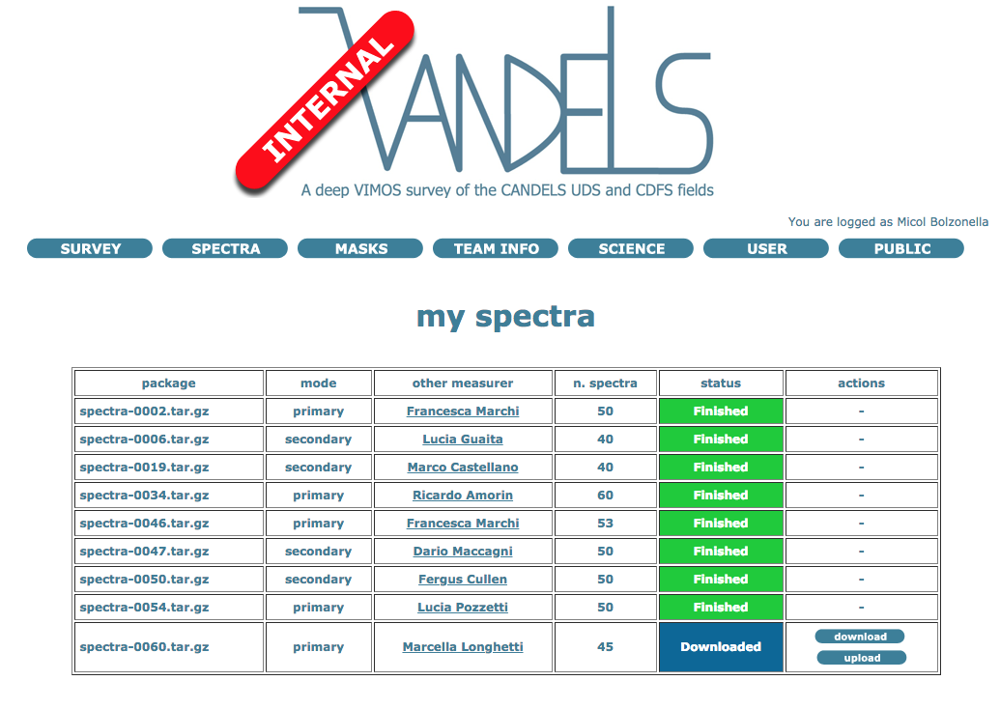 INTERNAL
VANDELS
A deep VIMOS survey of the CANDELS UDS and CDFS fields
You are logged as Micol Bolzonella
SURVEY SPECTRA MASKS TEAM INFO SCIENCE USER PUBLIC
my spectra
package mode other measurer n. spectra status actions
spectra-0002.tar.gz primary Francesca Marchi 50 Finished -
spectra-0006.tar.gz secondary Lucia Guaita 40 Finished -
spectra-0019.tar.gz secondary Marco Castellano 40 Finished -
spectra-0034.tar.gz primary Ricardo Amorin 60 Finished -
spectra-0046.tar.gz primary Francesca Marchi 53 Finished -
spectra-0047.tar.gz secondary Dario Maccagni 50 Finished -
spectra-0050.tar.gz secondary Fergus Cullen 50 Finished -
spectra-0054.tar.gz primary Lucia Pozzetti 50 Finished -
spectra-0060.tar.gz primary Marcella Longhetti 45 Downloaded download
upload